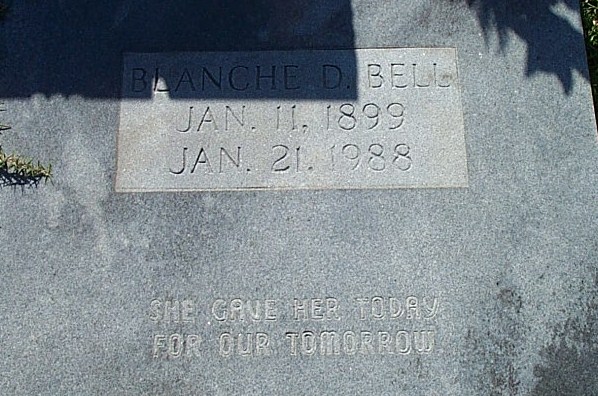 BLANCHE D. BELL
JAN. 11, 1899
JAN. 21, 1988
SHE GAVE HER TODAY
FOR OUR TOMORROW